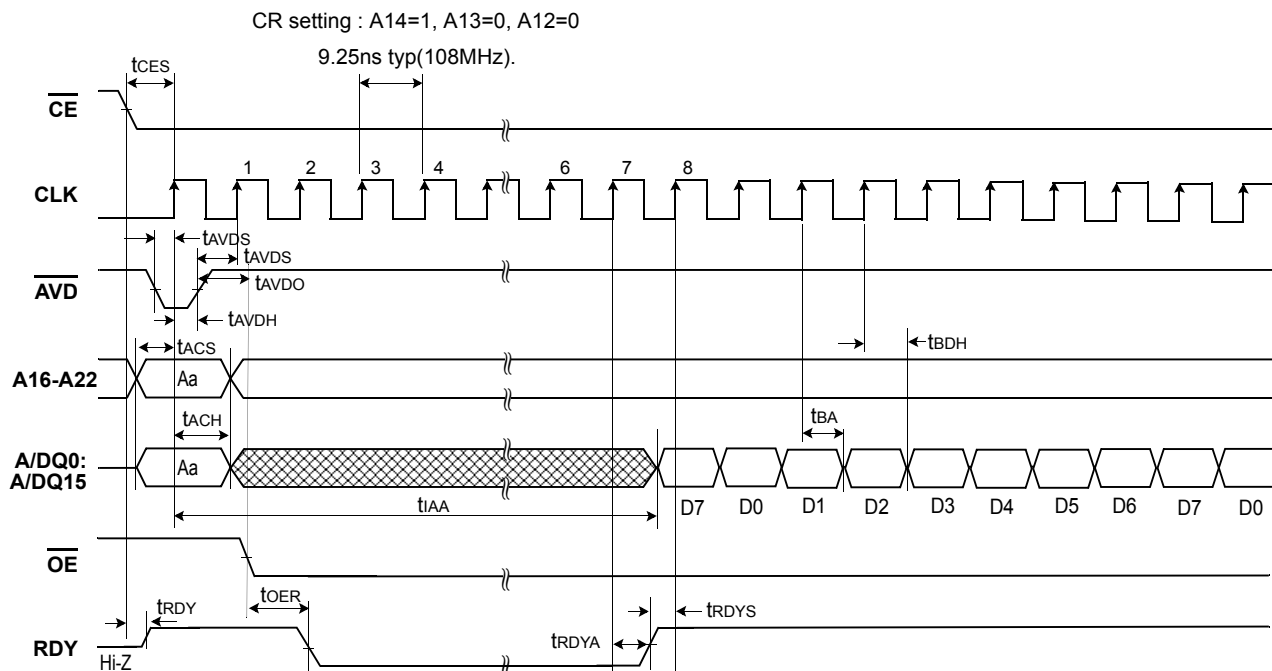 CR setting : A14=1, A13=0, A12=0
9.25ns typ(108MHz).
tCES
CE
1 2 3 4 6 7 8
CLK
tAVDS
tAVDS
tAVDO
AVD
tAVDH
tBDH
tACS
A16-A22
Aa
tACH
tBA
A/DQ0:
A/DQ15
Aa
tIAA
D7 D0 D1 D2 D3 D4 D5 D6 D7 D0
OE
tOER
tRDY
tRDYS
tRDYA
RDY
Hi-Z